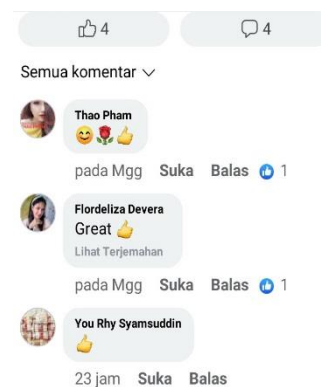 4 4
Semua komentar
Thao Pham
😊🌹👍
pada Mgg Suka Balas 1
Flordeliza Devera
Great 👍
Lihat Terjemahan
pada Mgg Suka Balas 1
You Rhy Syamsuddin
👍
23 jam Suka Balas